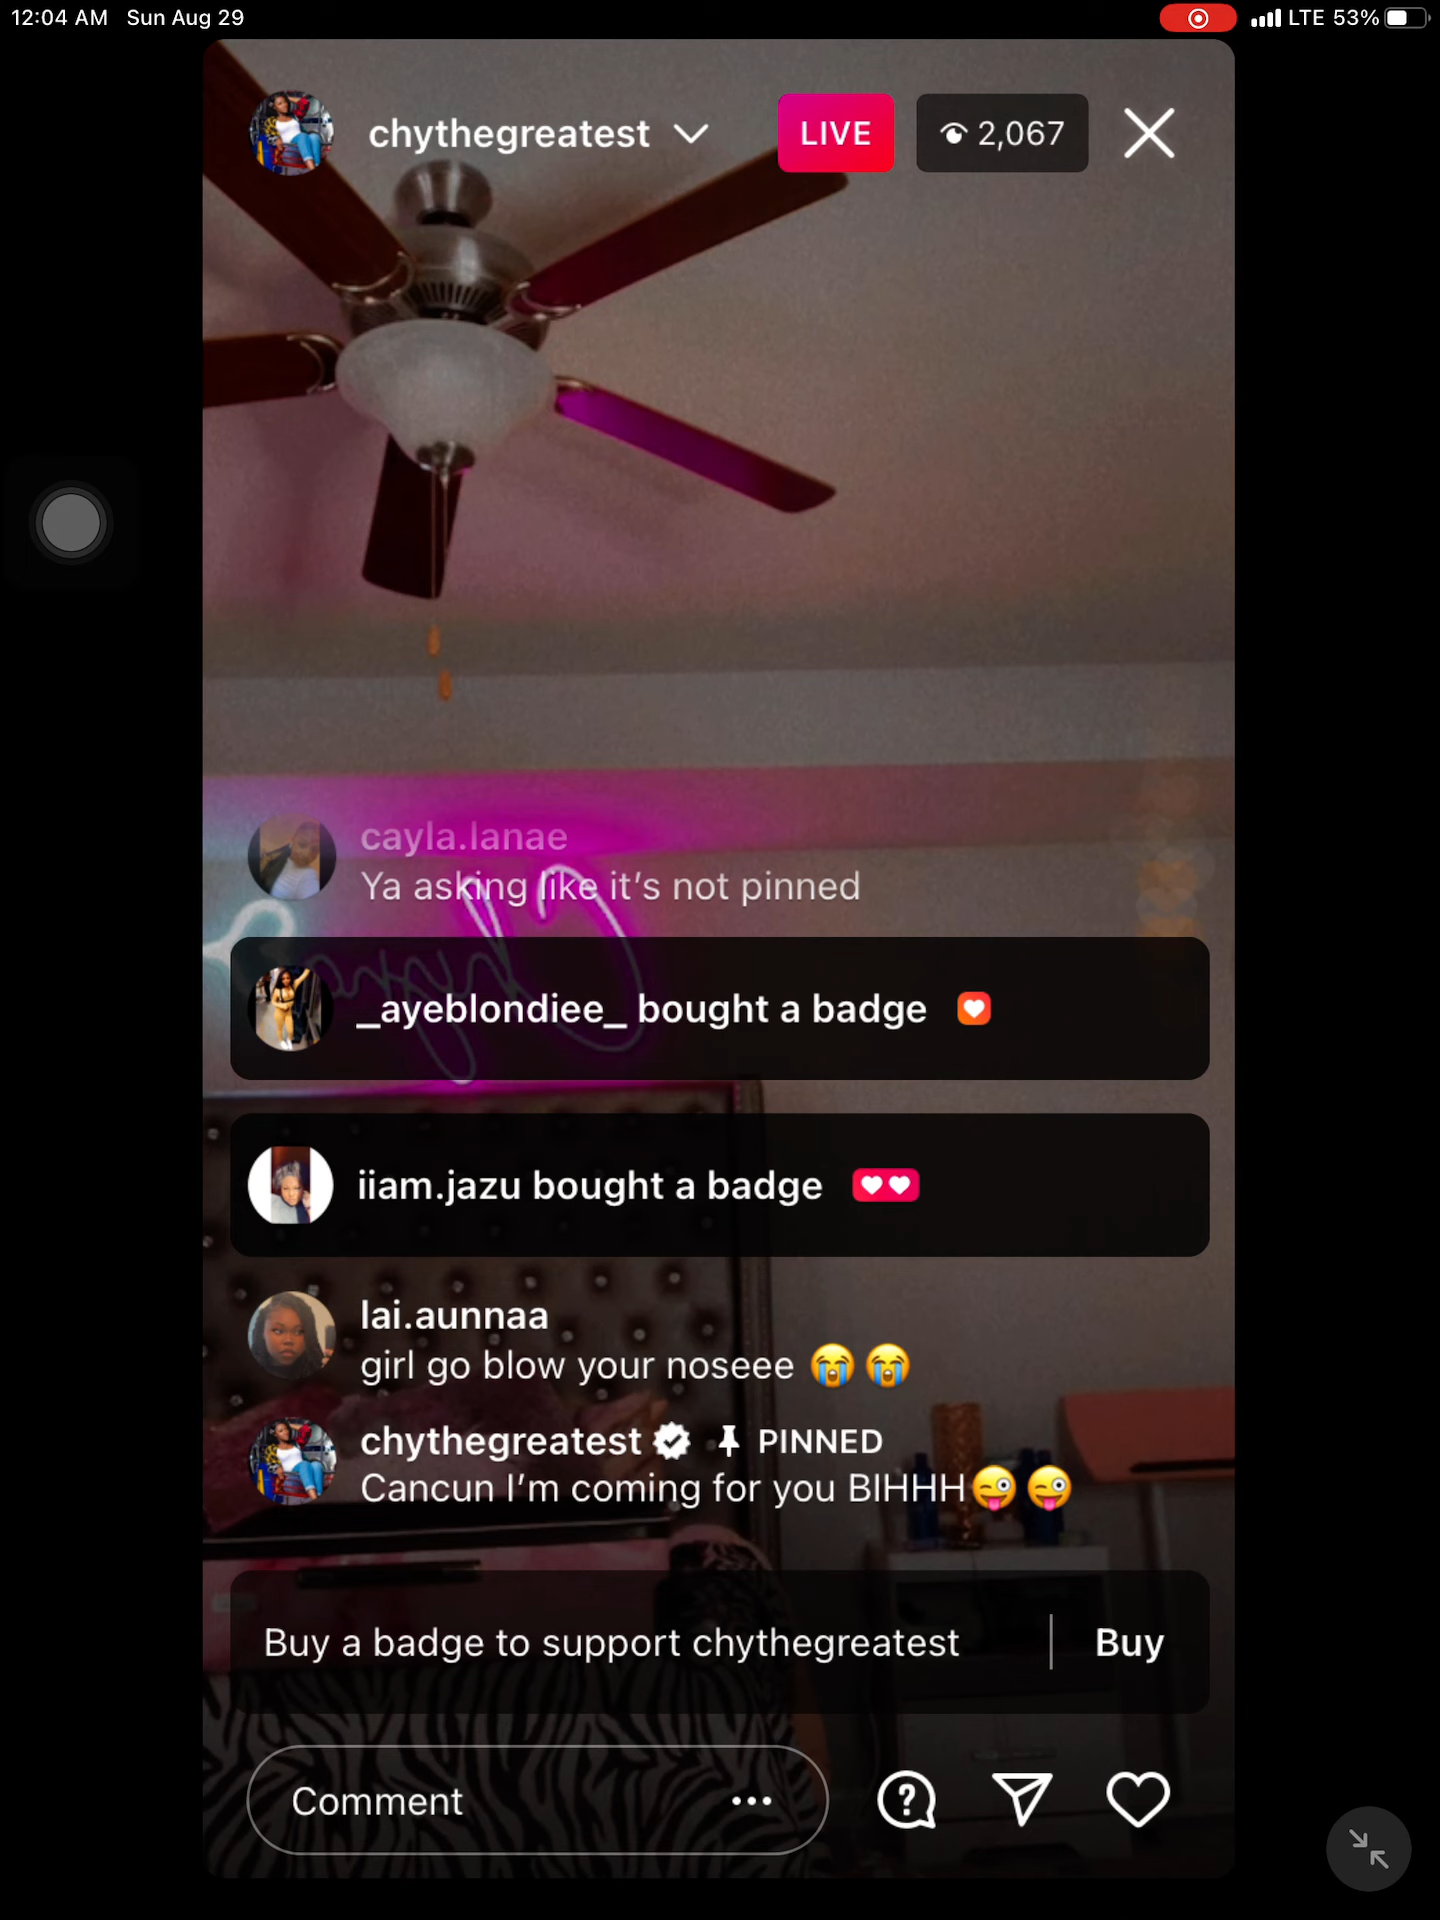 12:04 AM Sun Aug 29
LTE 53%
chythegreatest
LIVE
2,067
cayla.lanae
Ya asking like it’s not pinned
_ayeblondiee_ bought a badge
iiam.jazu bought a badge
lai.aunnaa
girl go blow your noseee 😭😭
chythegreatest PINNED
Cancun I’m coming for you BIHHH😜😜
Buy a badge to support chythegreatest
Buy
Comment